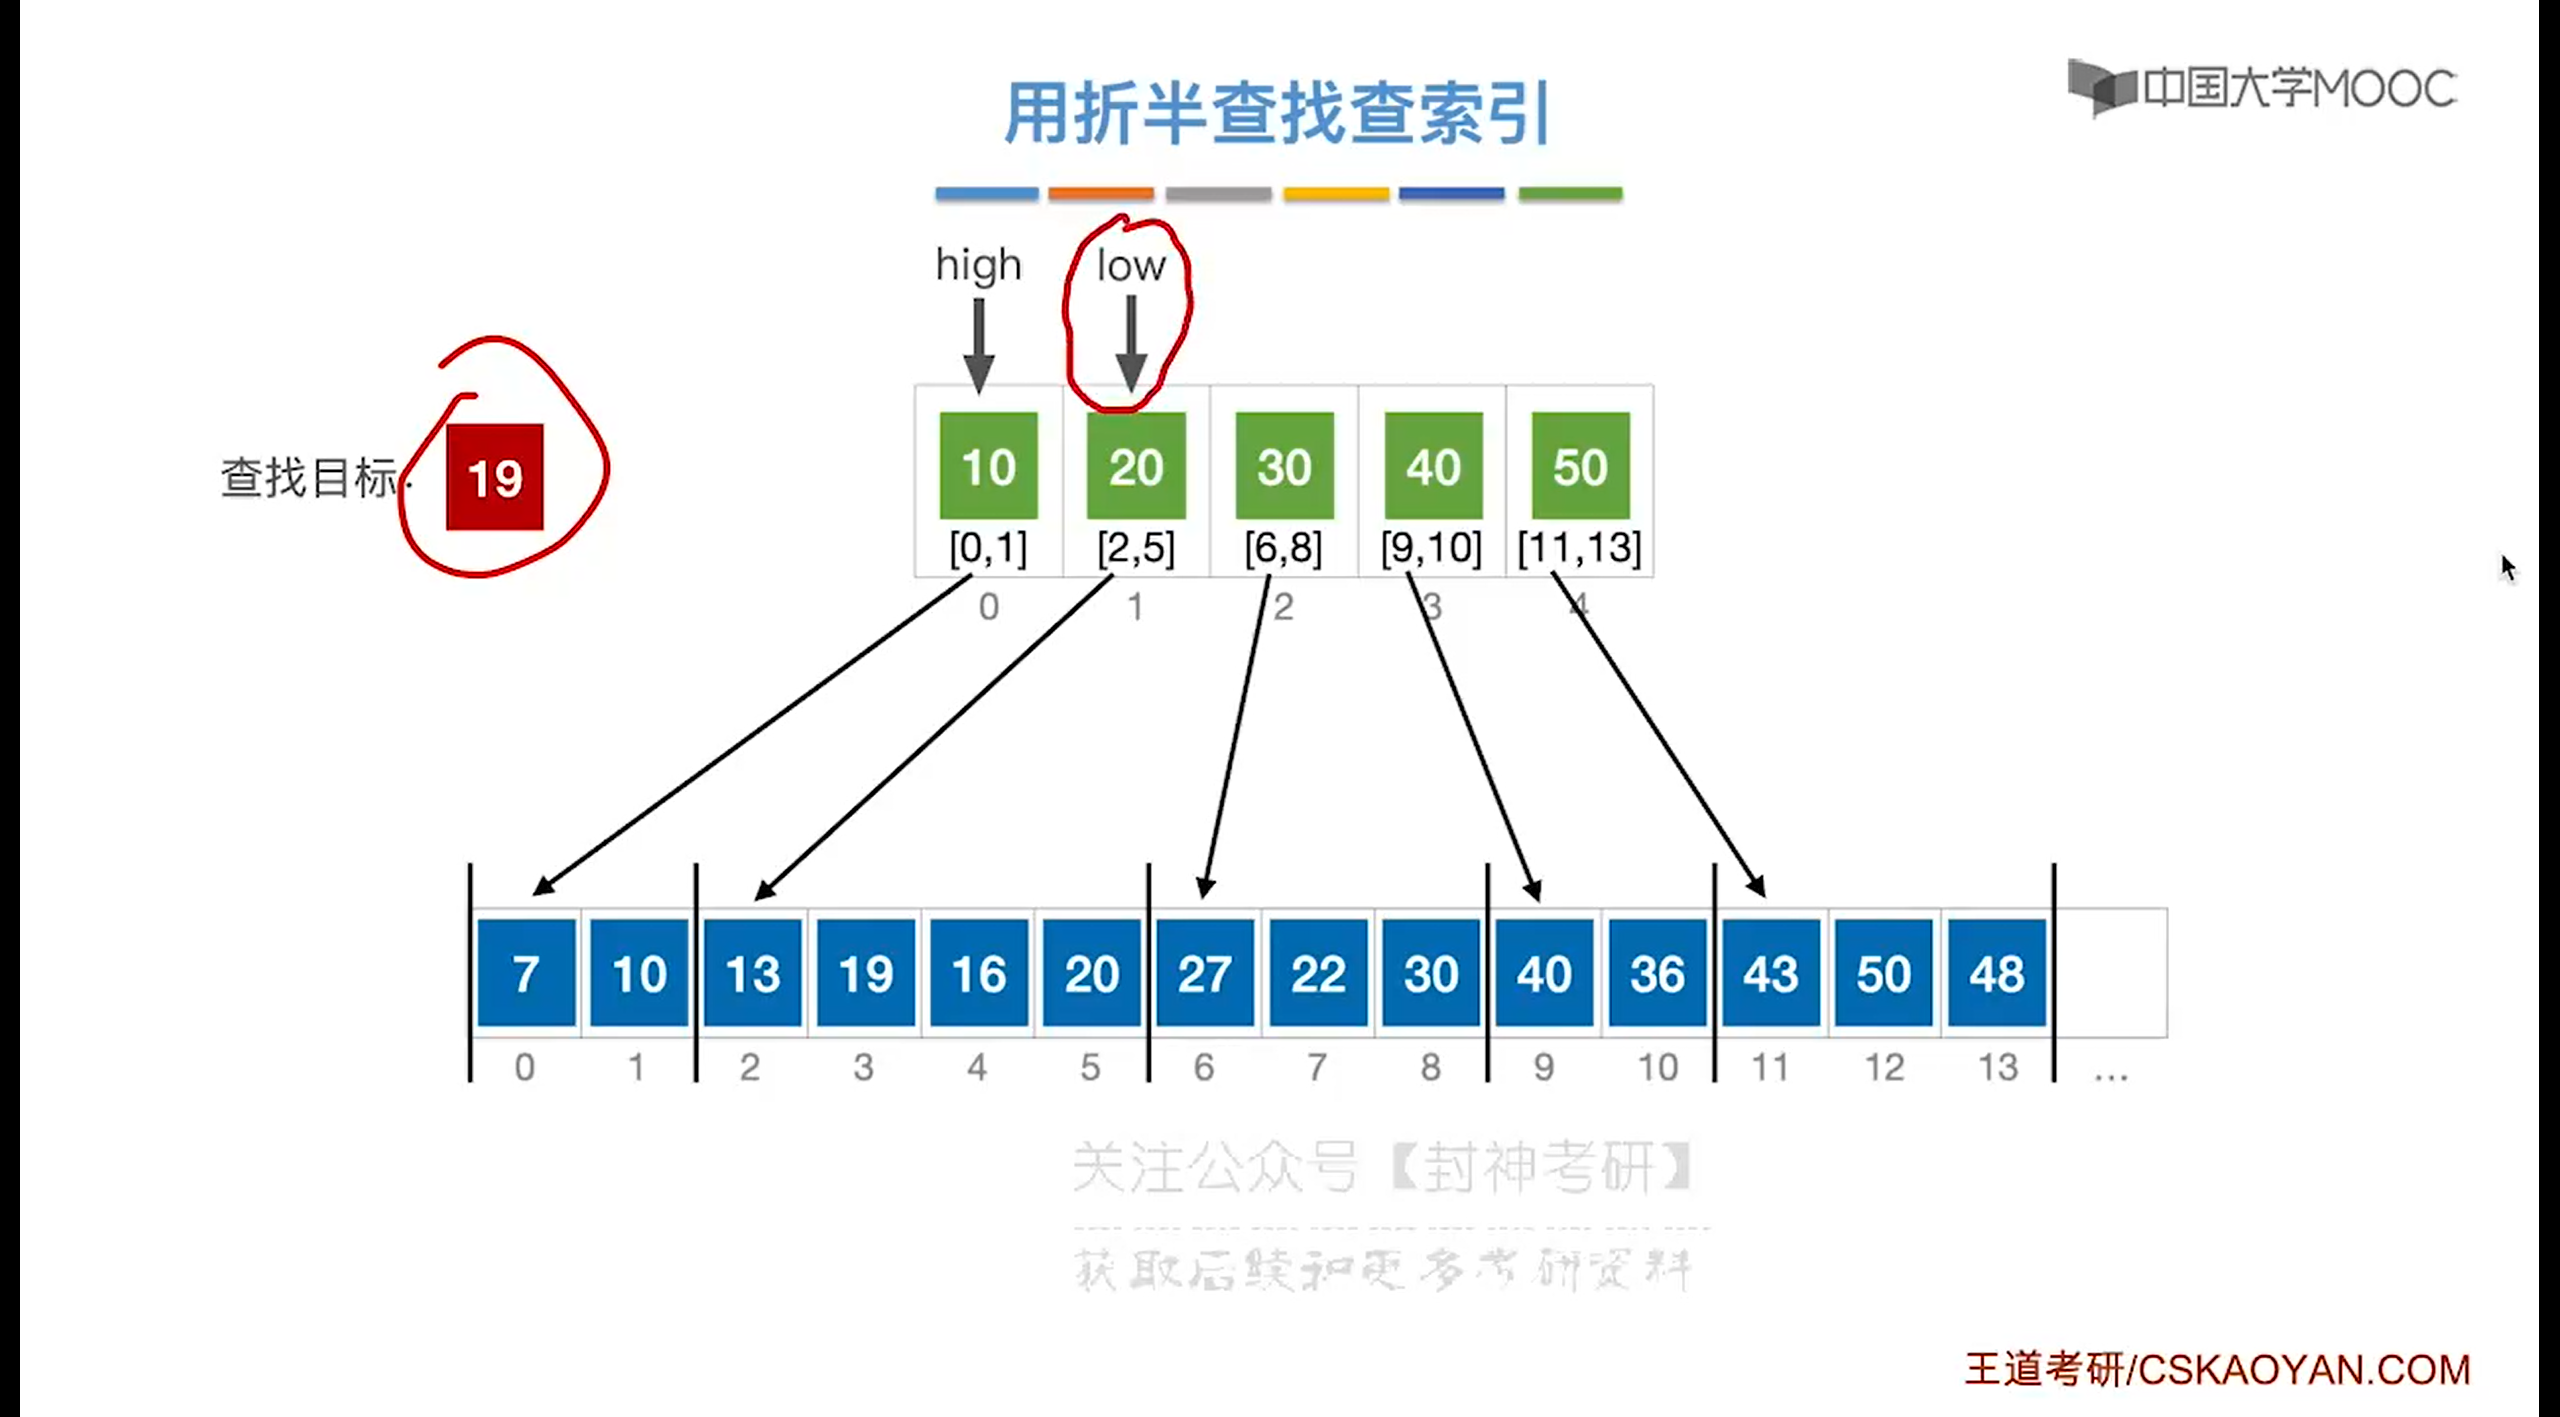 中国大学MOOC
用折半查找查索引
high low
查找目标: 19
10 20 30 40 50
[0,1] [2,5] [6,8] [9,10] [11,13]
0 1 2 3 4
7 10 13 19 16 20 27 22 30 40 36 43 50 48
0 1 2 3 4 5 6 7 8 9 10 11 12 13 ...
关注公众号【封神考研】
获取后续和更多考研资料
王道考研/CSKAOYAN.COM